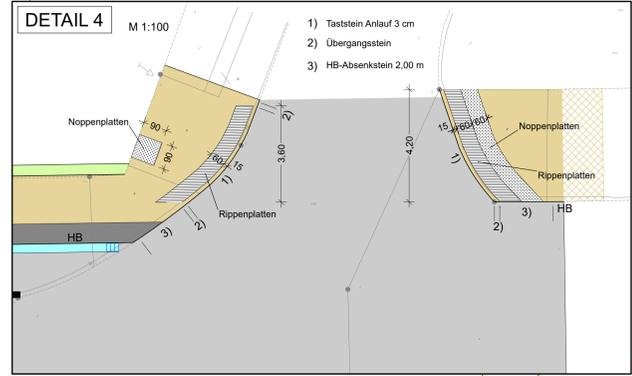 DETAIL 4
M 1:100
1) Taststein Anlauf 3 cm
2) Übergangsstein
3) HB-Absenkstein 2,00 m
Noppenplatten
90
90
60
15
1)
2)
3,60
Rippenplatten
2)
3)
HB
4,20
15
60
60
1)
Noppenplatten
Rippenplatten
2)
3)
HB